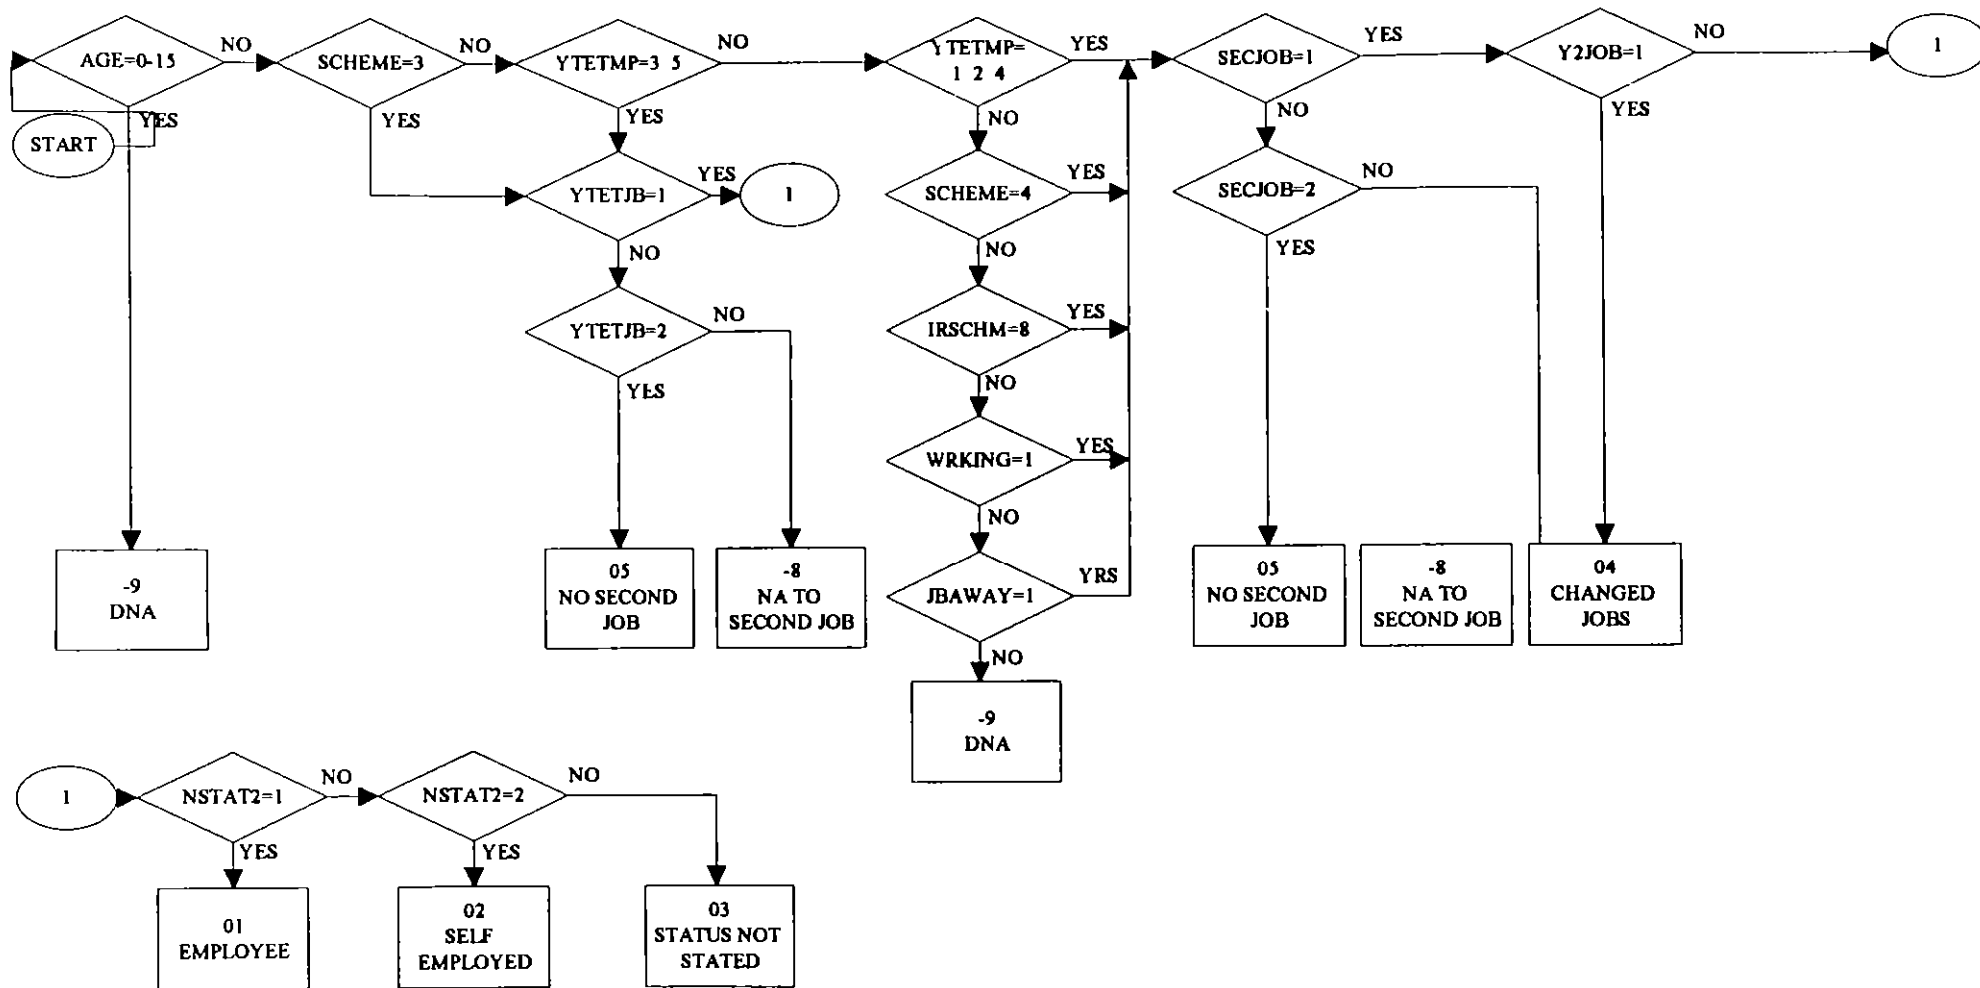 AGE=0-15
NO
SCHEME=3
NO
YTETMP=3 5
NO
YTETMP=
1 2 4
YES
SECJOB=1
YES
Y2JOB=1
NO
1
YES
START
YES
YES
NO
NO
YES
YTETJB=1
YES
1
SCHEME=4
YES
SECJOB=2
NO
NO
NO
YES
YTETJB=2
NO
IRSCHM=8
YES
YES
NO
WRKING=1
YES
NO
-9
DNA
05
NO SECOND
JOB
-8
NA TO
SECOND JOB
JBAWAY=1
YRS
05
NO SECOND
JOB
-8
NA TO
SECOND JOB
04
CHANGED
JOBS
NO
-9
DNA
1
NSTAT2=1
NO
NSTAT2=2
NO
YES
YES
01
EMPLOYEE
02
SELF
EMPLOYED
03
STATUS NOT
STATED